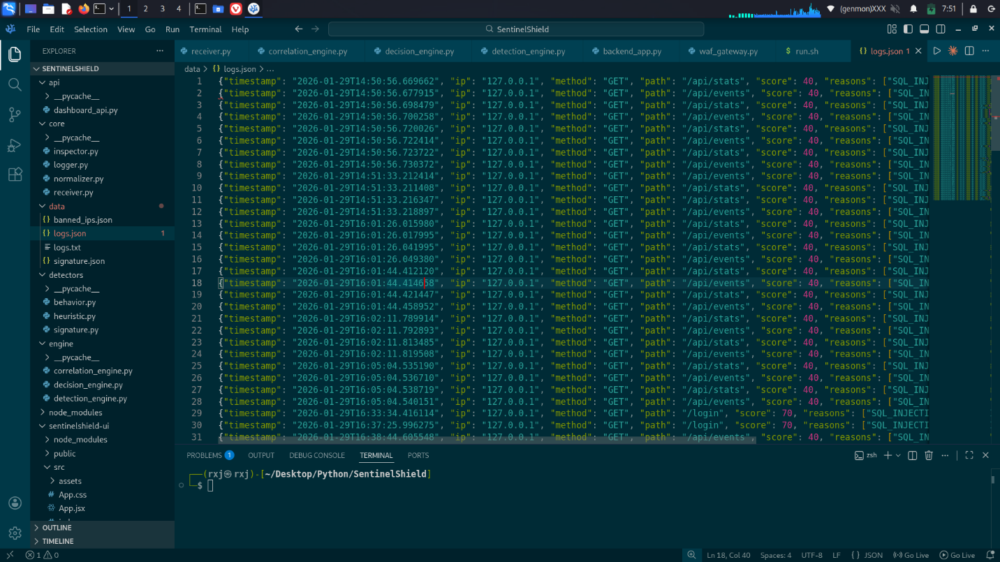 1 2 3 4 (genmon)XXX 7:51
File Edit Selection View Go Run Terminal Help SentinelShield
EXPLORER
receiver.py correlation_engine.py decision_engine.py detection_engine.py backend_app.py waf_gateway.py $ run.sh {} logs.json 1
SENTINELSHIELD
data > {} logs.json > ...
api
__pycache__
dashboard_api.py
core
__pycache__
inspector.py
logger.py
normalizer.py
receiver.py
data
banned_ips.json
logs.json 1
logs.txt
signature.json
detectors
__pycache__
behavior.py
heuristic.py
signature.py
engine
__pycache__
correlation_engine.py
decision_engine.py
detection_engine.py
node_modules
sentinelshield-ui
node_modules
public
src
assets
App.css
App.jsx
OUTLINE
TIMELINE
1 {"timestamp": "2026-01-29T14:50:56.669662", "ip": "127.0.0.1", "method": "GET", "path": "/api/stats", "score": 40, "reasons": ["SQL_INJ
2 {"timestamp": "2026-01-29T14:50:56.677915", "ip": "127.0.0.1", "method": "GET", "path": "/api/events", "score": 40, "reasons": ["SQL_IN
3 {"timestamp": "2026-01-29T14:50:56.698479", "ip": "127.0.0.1", "method": "GET", "path": "/api/stats", "score": 40, "reasons": ["SQL_INJ
4 {"timestamp": "2026-01-29T14:50:56.700258", "ip": "127.0.0.1", "method": "GET", "path": "/api/events", "score": 40, "reasons": ["SQL_IN
5 {"timestamp": "2026-01-29T14:50:56.720026", "ip": "127.0.0.1", "method": "GET", "path": "/api/stats", "score": 40, "reasons": ["SQL_INJ
6 {"timestamp": "2026-01-29T14:50:56.722414", "ip": "127.0.0.1", "method": "GET", "path": "/api/events", "score": 40, "reasons": ["SQL_IN
7 {"timestamp": "2026-01-29T14:50:56.723722", "ip": "127.0.0.1", "method": "GET", "path": "/api/stats", "score": 40, "reasons": ["SQL_INJ
8 {"timestamp": "2026-01-29T14:50:56.730372", "ip": "127.0.0.1", "method": "GET", "path": "/api/events", "score": 40, "reasons": ["SQL_IN
9 {"timestamp": "2026-01-29T14:51:33.212414", "ip": "127.0.0.1", "method": "GET", "path": "/api/stats", "score": 40, "reasons": ["SQL_INJ
10 {"timestamp": "2026-01-29T14:51:33.211408", "ip": "127.0.0.1", "method": "GET", "path": "/api/events", "score": 40, "reasons": ["SQL_IN
11 {"timestamp": "2026-01-29T14:51:33.216347", "ip": "127.0.0.1", "method": "GET", "path": "/api/stats", "score": 40, "reasons": ["SQL_INJ
12 {"timestamp": "2026-01-29T14:51:33.218897", "ip": "127.0.0.1", "method": "GET", "path": "/api/events", "score": 40, "reasons": ["SQL_IN
13 {"timestamp": "2026-01-29T16:01:26.015980", "ip": "127.0.0.1", "method": "GET", "path": "/api/stats", "score": 40, "reasons": ["SQL_INJ
14 {"timestamp": "2026-01-29T16:01:26.017995", "ip": "127.0.0.1", "method": "GET", "path": "/api/events", "score": 40, "reasons": ["SQL_IN
15 {"timestamp": "2026-01-29T16:01:26.041995", "ip": "127.0.0.1", "method": "GET", "path": "/api/stats", "score": 40, "reasons": ["SQL_INJ
16 {"timestamp": "2026-01-29T16:01:26.049380", "ip": "127.0.0.1", "method": "GET", "path": "/api/events", "score": 40, "reasons": ["SQL_IN
17 {"timestamp": "2026-01-29T16:01:44.412120", "ip": "127.0.0.1", "method": "GET", "path": "/api/stats", "score": 40, "reasons": ["SQL_INJ
18 {"timestamp": "2026-01-29T16:01:44.414658", "ip": "127.0.0.1", "method": "GET", "path": "/api/events", "score": 40, "reasons": ["SQL_IN
19 {"timestamp": "2026-01-29T16:01:44.421447", "ip": "127.0.0.1", "method": "GET", "path": "/api/stats", "score": 40, "reasons": ["SQL_INJ
20 {"timestamp": "2026-01-29T16:01:44.458952", "ip": "127.0.0.1", "method": "GET", "path": "/api/events", "score": 40, "reasons": ["SQL_IN
21 {"timestamp": "2026-01-29T16:02:11.789914", "ip": "127.0.0.1", "method": "GET", "path": "/api/stats", "score": 40, "reasons": ["SQL_INJ
22 {"timestamp": "2026-01-29T16:02:11.792893", "ip": "127.0.0.1", "method": "GET", "path": "/api/events", "score": 40, "reasons": ["SQL_IN
23 {"timestamp": "2026-01-29T16:02:11.813485", "ip": "127.0.0.1", "method": "GET", "path": "/api/stats", "score": 40, "reasons": ["SQL_INJ
24 {"timestamp": "2026-01-29T16:02:11.819508", "ip": "127.0.0.1", "method": "GET", "path": "/api/events", "score": 40, "reasons": ["SQL_IN
25 {"timestamp": "2026-01-29T16:05:04.535190", "ip": "127.0.0.1", "method": "GET", "path": "/api/stats", "score": 40, "reasons": ["SQL_INJ
26 {"timestamp": "2026-01-29T16:05:04.536710", "ip": "127.0.0.1", "method": "GET", "path": "/api/events", "score": 40, "reasons": ["SQL_IN
27 {"timestamp": "2026-01-29T16:05:04.538719", "ip": "127.0.0.1", "method": "GET", "path": "/api/stats", "score": 40, "reasons": ["SQL_INJ
28 {"timestamp": "2026-01-29T16:05:04.540151", "ip": "127.0.0.1", "method": "GET", "path": "/api/events", "score": 40, "reasons": ["SQL_IN
29 {"timestamp": "2026-01-29T16:33:34.416114", "ip": "127.0.0.1", "method": "GET", "path": "/login", "score": 70, "reasons": ["SQL_INJECTI
30 {"timestamp": "2026-01-29T16:37:25.996275", "ip": "127.0.0.1", "method": "GET", "path": "/login", "score": 70, "reasons": ["SQL_INJECTI
31 {"timestamp": "2026-01-29T16:38:44.605548", "ip": "127.0.0.1", "method": "GET", "path": "/api/events", "score": 40, "reasons": ["SQL_IN
PROBLEMS 1 OUTPUT DEBUG CONSOLE TERMINAL PORTS zsh
(rxj㉿rxj)-[~/Desktop/Python/SentinelShield]
$
1 0 Ln 18, Col 40 Spaces: 4 UTF-8 LF {} JSON Go Live Go Live